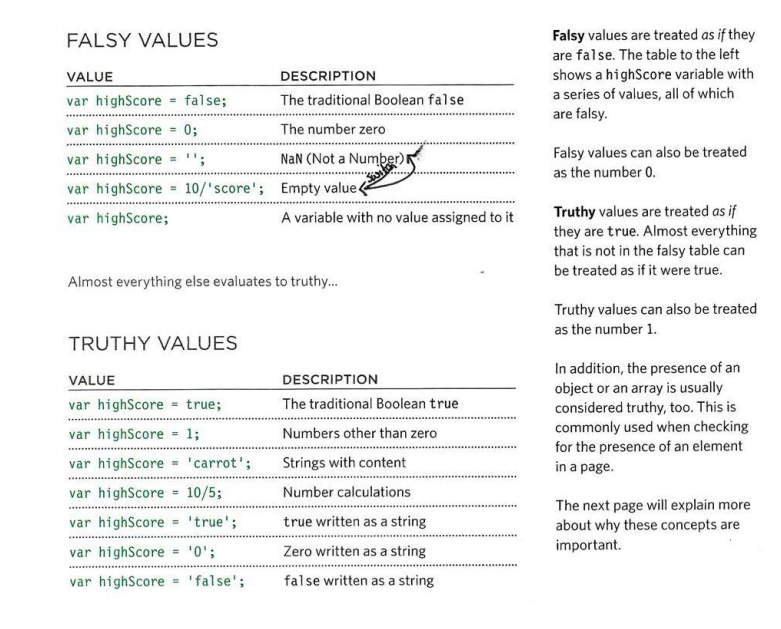 FALSY VALUES
VALUE DESCRIPTION
var highScore = false; The traditional Boolean false
var highScore = 0; The number zero
var highScore = ''; NaN (Not a Number)
switch
var highScore = 10/'score'; Empty value
var highScore; A variable with no value assigned to it
Almost everything else evaluates to truthy...
TRUTHY VALUES
VALUE DESCRIPTION
var highScore = true; The traditional Boolean true
var highScore = 1; Numbers other than zero
var highScore = 'carrot'; Strings with content
var highScore = 10/5; Number calculations
var highScore = 'true'; true written as a string
var highScore = '0'; Zero written as a string
var highScore = 'false'; false written as a string
Falsy values are treated as if they
are false. The table to the left
shows a highScore variable with
a series of values, all of which
are falsy.
Falsy values can also be treated
as the number 0.
Truthy values are treated as if
they are true. Almost everything
that is not in the falsy table can
be treated as if it were true.
Truthy values can also be treated
as the number 1.
In addition, the presence of an
object or an array is usually
considered truthy, too. This is
commonly used when checking
for the presence of an element
in a page.
The next page will explain more
about why these concepts are
important.